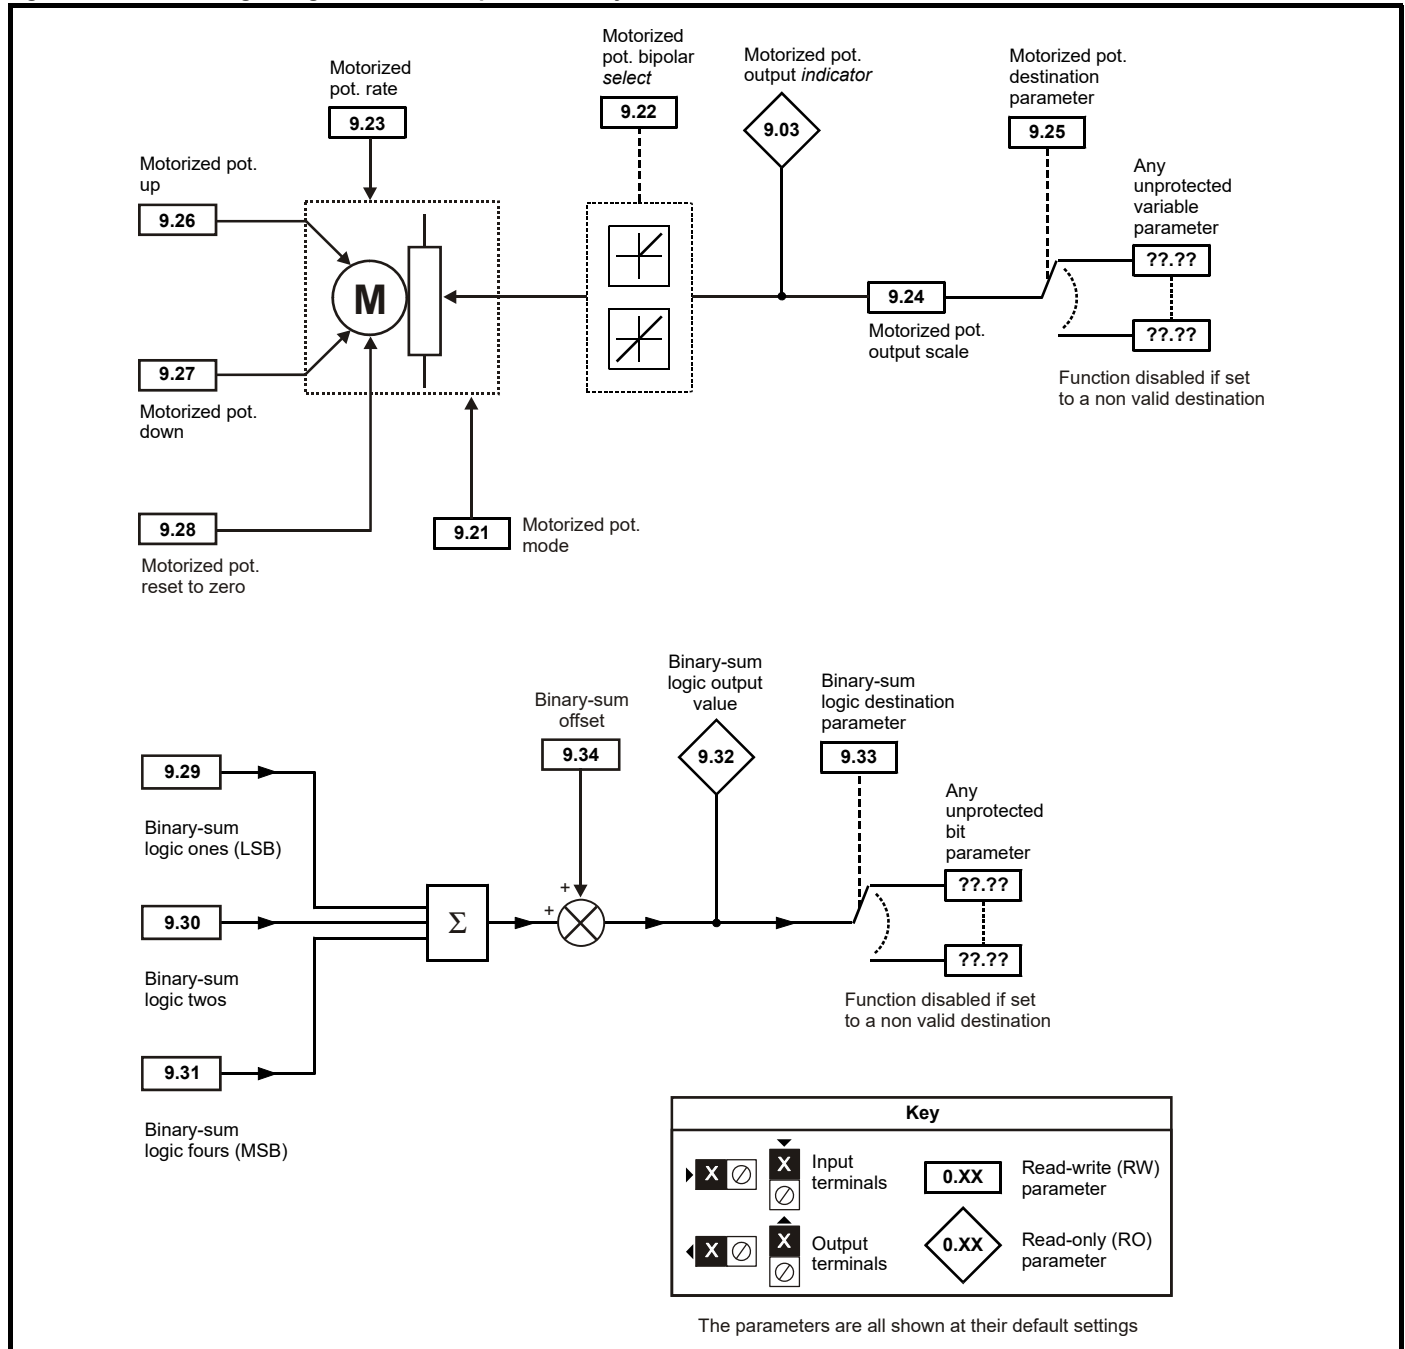 Motorized
pot. rate
9.23
Motorized
pot. bipolar
select
9.22
Motorized pot.
output indicator
9.03
Motorized pot.
destination
parameter
9.25
Motorized pot.
up
9.26
Any
unprotected
variable
parameter
??.??
??.??
M
9.24
Motorized pot.
output scale
Function disabled if set
to a non valid destination
9.27
Motorized pot.
down
9.28
Motorized pot.
reset to zero
9.21
Motorized pot.
mode
Binary-sum
offset
9.34
Binary-sum
logic output
value
9.32
Binary-sum
logic destination
parameter
9.33
9.29
Binary-sum
logic ones (LSB)
Any
unprotected
bit
parameter
??.??
??.??
9.30
Σ
+
+
Binary-sum
logic twos
Function disabled if set
to a non valid destination
9.31
Binary-sum
logic fours (MSB)
Key
X
X
Input
terminals
0.XX
Read-write (RW)
parameter
X
X
Output
terminals
0.XX
Read-only (RO)
parameter
The parameters are all shown at their default settings